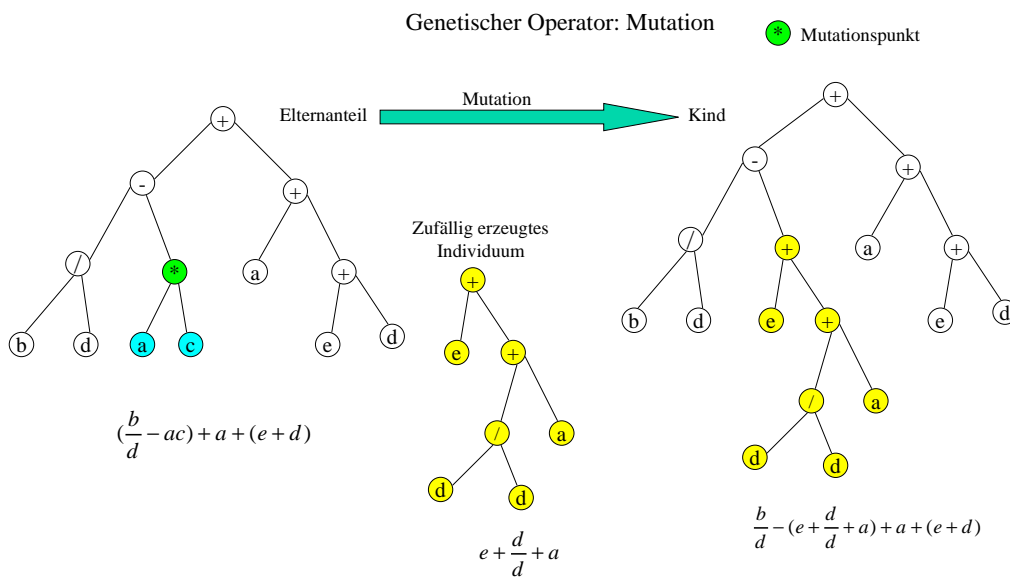 Genetischer Operator: Mutation
* Mutationspunkt
Elternanteil
Mutation
Kind
+
-
+
/
*
a
+
b
d
a
c
e
d
(b/d − ac) + a + (e + d)
Zufällig erzeugtes
Individuum
+
e
+
/
a
d
d
e + d/d + a
+
-
+
/
+
a
+
b
d
e
+
e
d
/
a
d
d
b/d − (e + d/d + a) + a + (e + d)